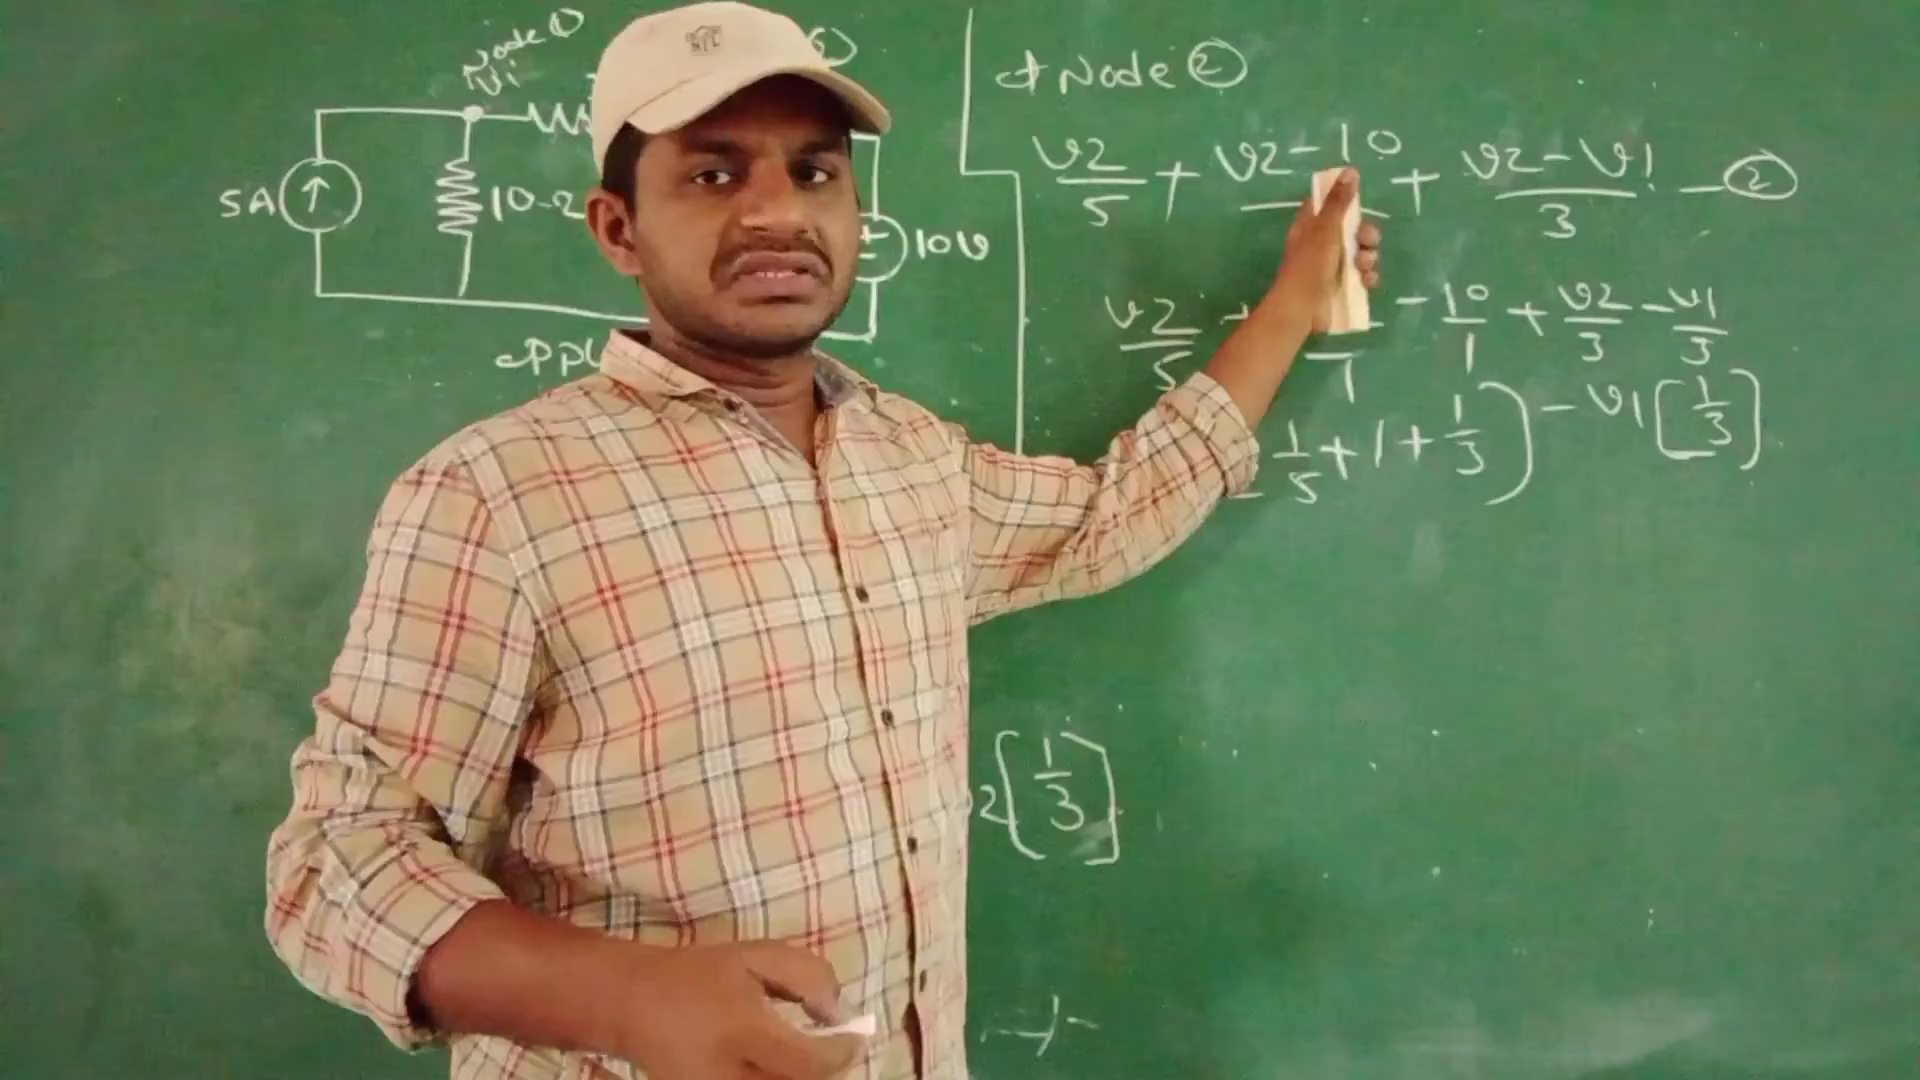 Node ①
V1
5A
10Ω
10V
Appl
At Node ②
V2/5 + V2-10/ + V2-V1/3 - ②
V2/5 + /1 - 10/1 + V2/3 - V1/3
1/5 + 1 + 1/3) - V1[1/3]
2[1/3]